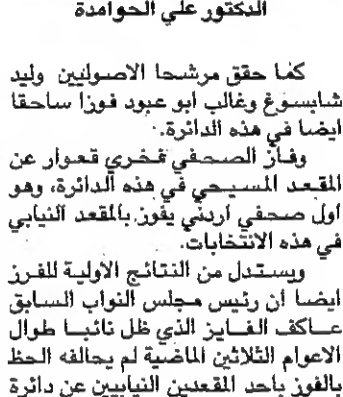 الدكتور علي الحوامدة
كما حقق مرشحا الاصوليين وليد
شابسوغ وغالب ابو عبود فوزا ساحقا
ايضا في هذه الدائرة.
وفاز الصحفي فخري قعوار عن
المقعد المسيحي في هذه الدائرة، وهو
اول صحفي اردني يفوز بالمقعد النيابي
في هذه الانتخابات.
ويستدل من النتائج الأولية للفرز
ايضا ان رئيس مجلس النواب السابق
عاكف الفايز الذي ظل نائبا طوال
الاعوام الثلاثين الماضية لم يحالفه الحظ
بالفوز باحد المقعدين النيابيين عن دائرة